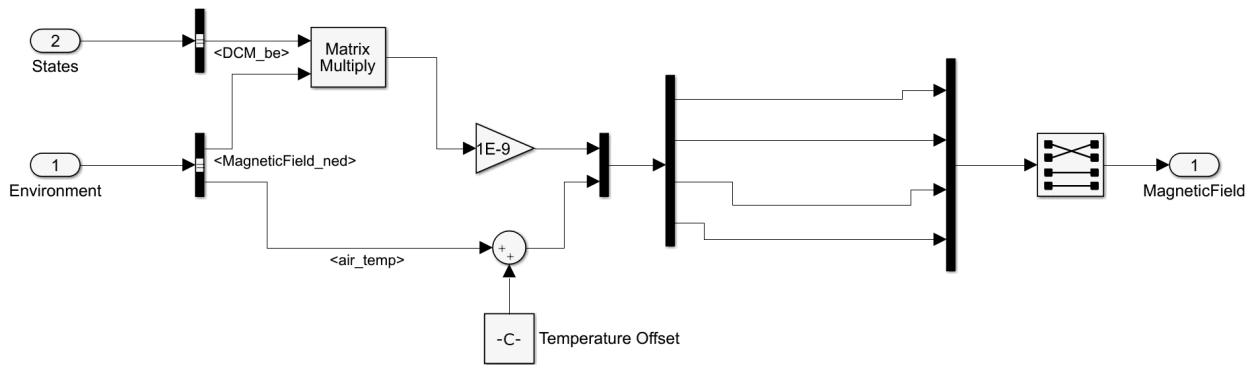 2
States
<DCM_be>
Matrix
Multiply
1
Environment
<MagneticField_ned>
1E-9
<air_temp>
+
+
-C-
Temperature Offset
1
MagneticField